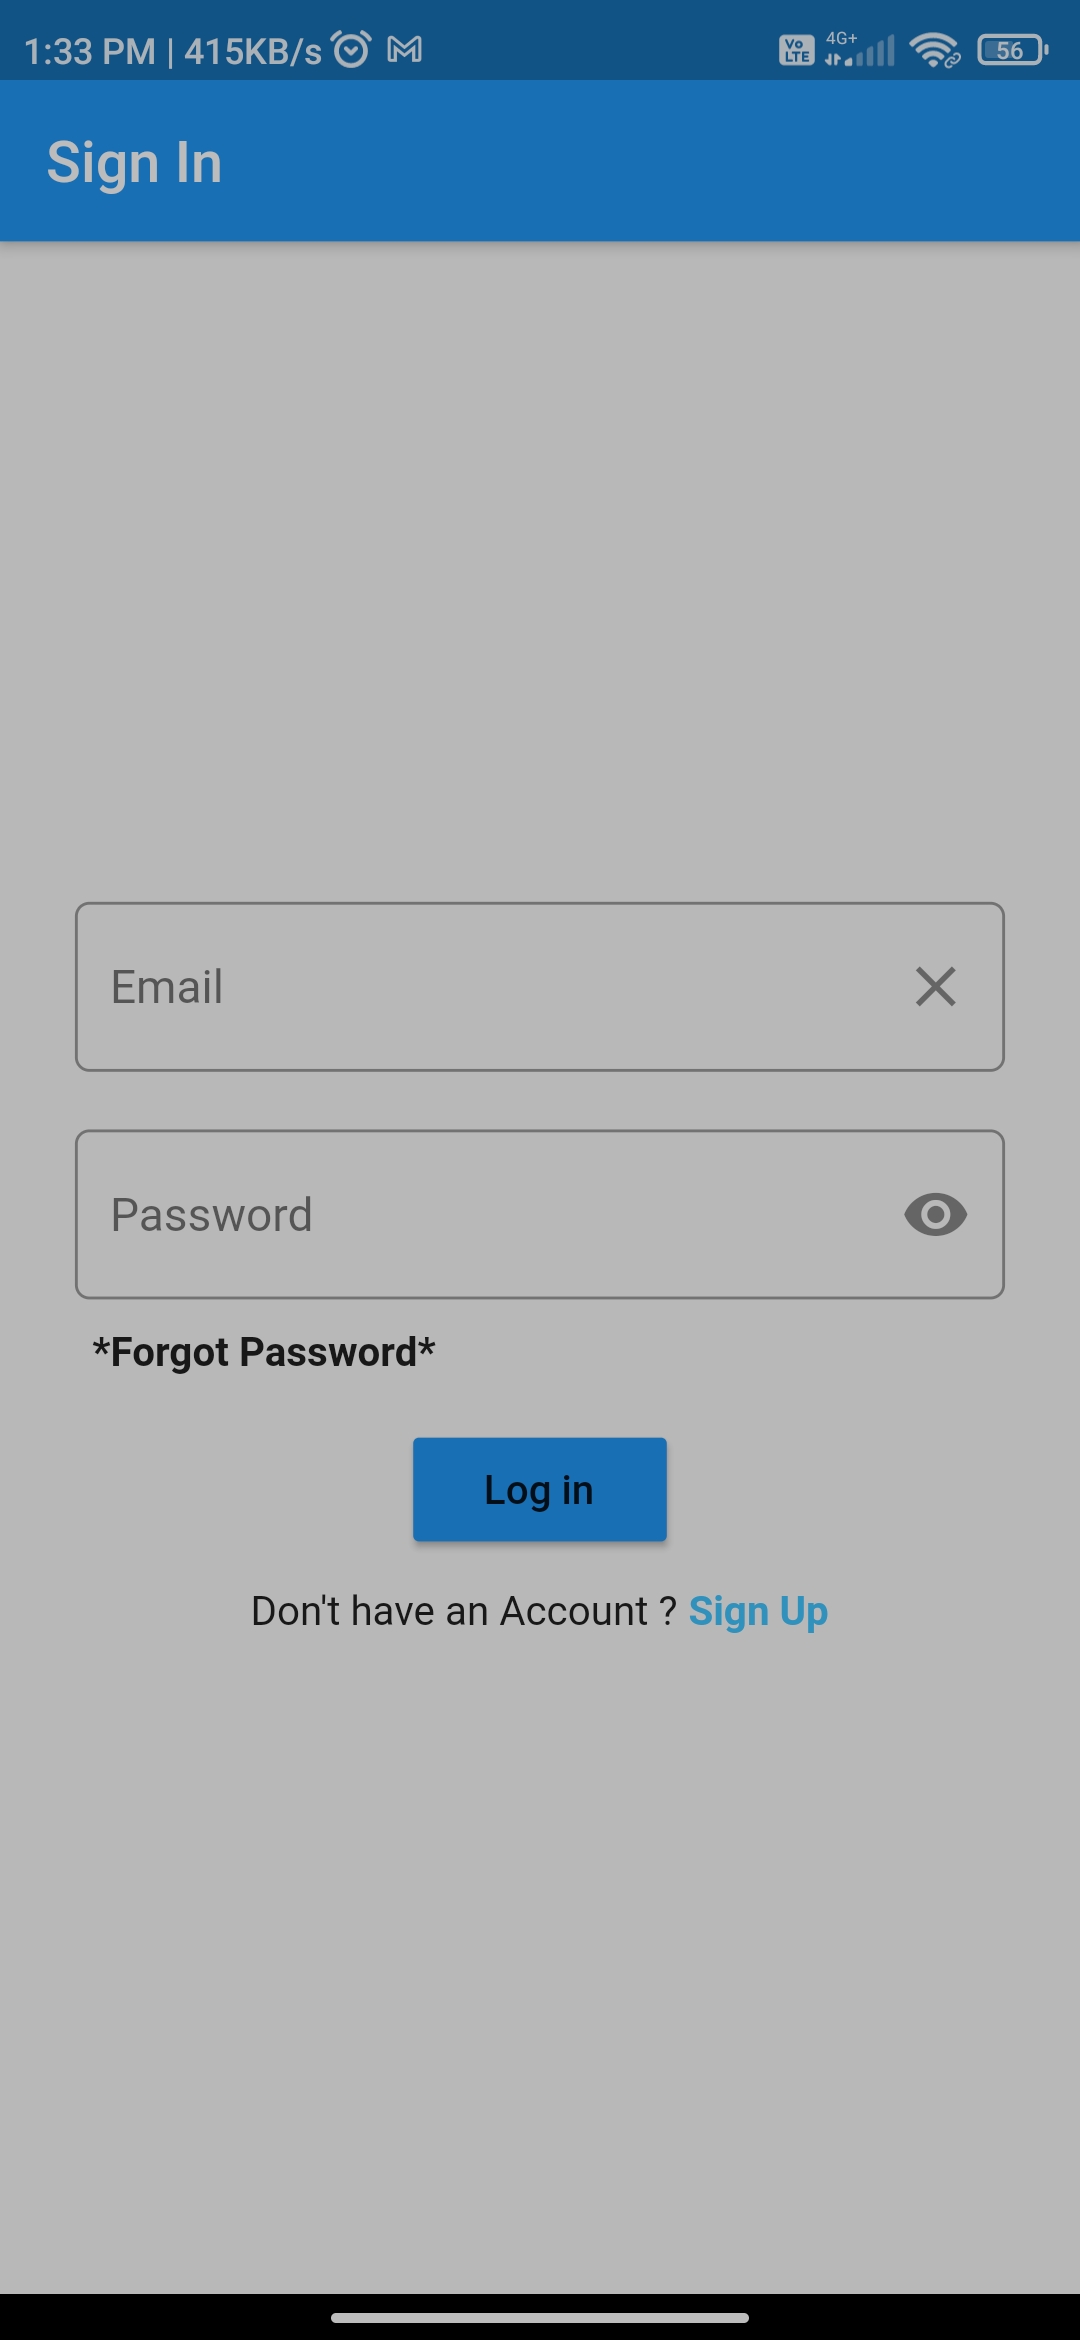 1:33 PM | 415KB/s Vo LTE 4G+ 56
Sign In
Email
Password
*Forgot Password*
Log in
Don't have an Account ? Sign Up